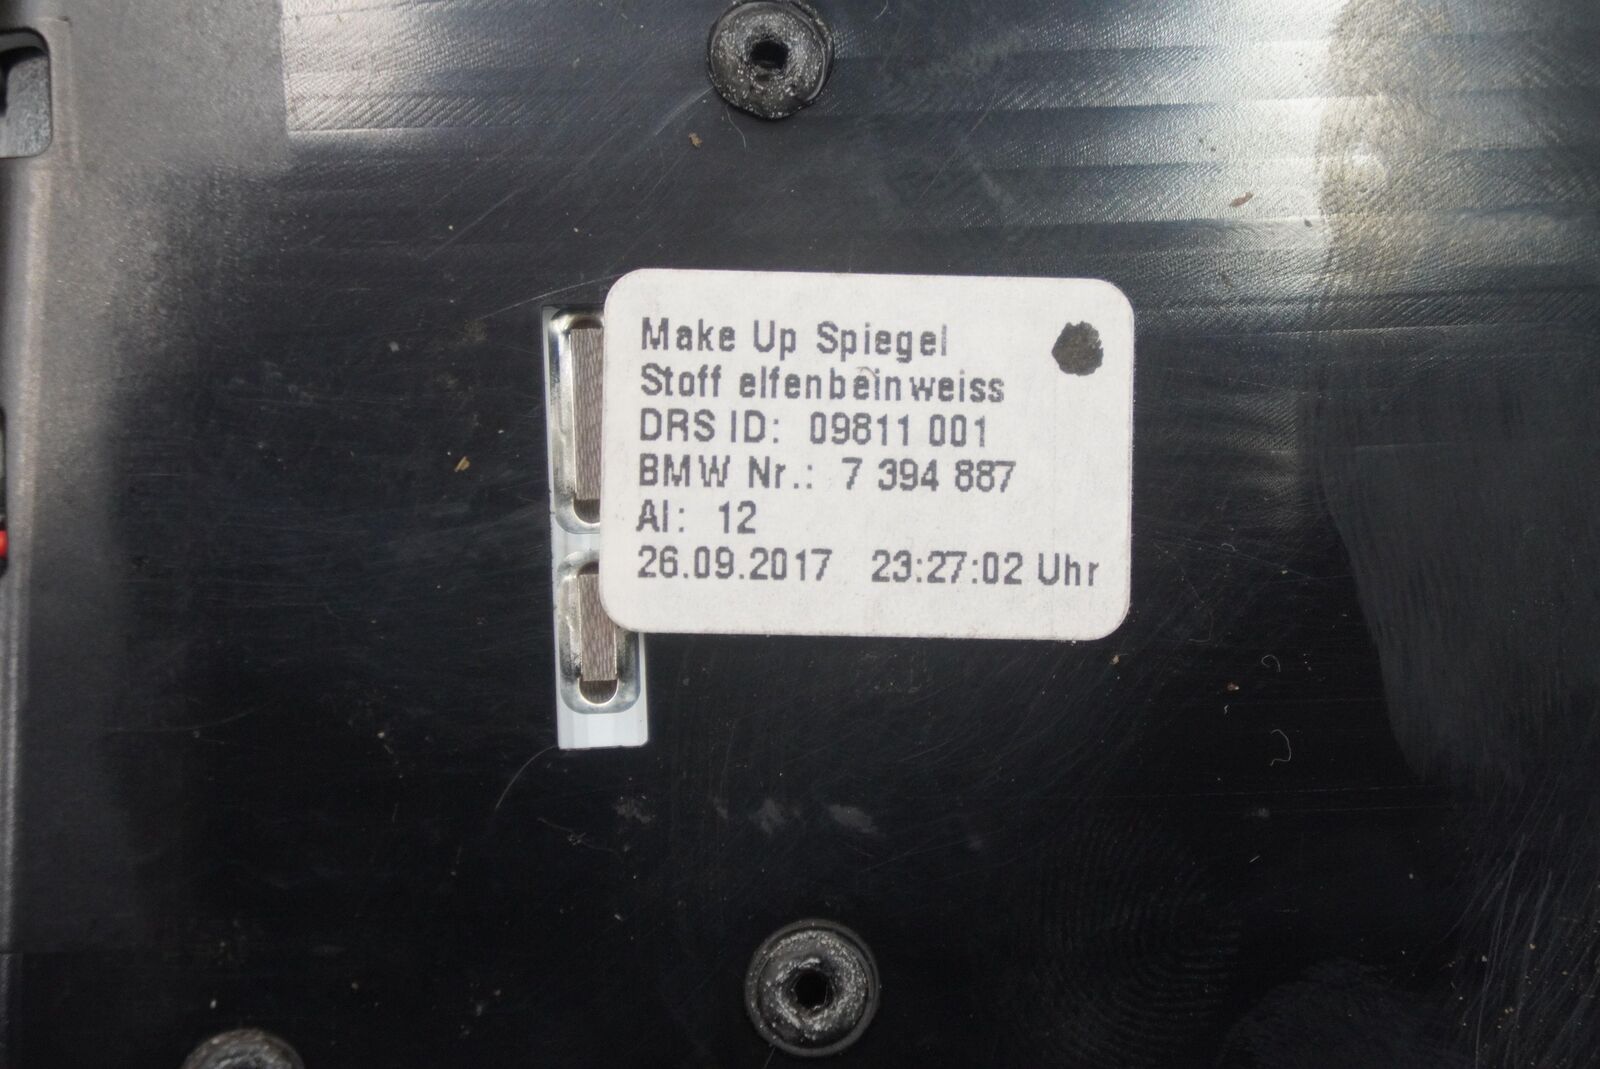 Make Up Spiegel
Stoff elfenbeinweiss
DRS ID: 09811 001
BMW Nr.: 7 394 887
AI: 12
26.09.2017 23:27:02 Uhr